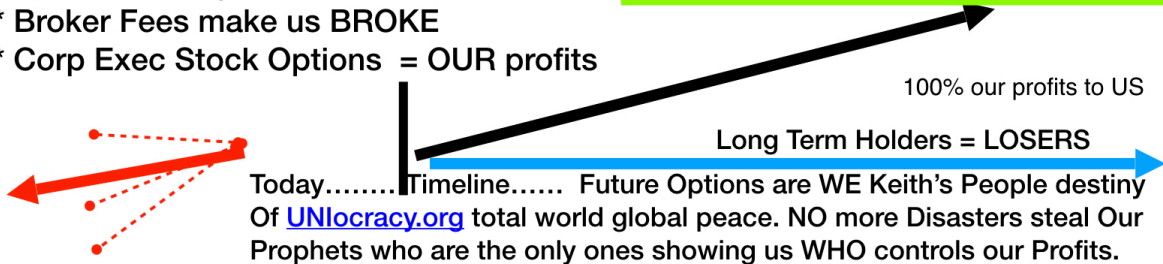 * Broker Fees make us BROKE
* Corp Exec Stock Options = OUR profits
100% our profits to US
Long Term Holders = LOSERS
Today........ Timeline...... Future Options are WE Keith's People destiny
Of UNIocracy.org total world global peace. NO more Disasters steal Our
Prophets who are the only ones showing us WHO controls our Profits.